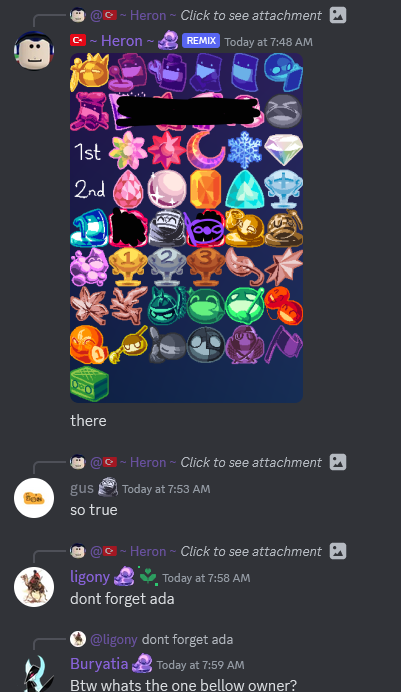 @ ~ Heron ~ Click to see attachment
~ Heron ~ REMIX Today at 7:48 AM
1st
2nd
1 2 3
there
@ ~ Heron ~ Click to see attachment
gus Today at 7:53 AM
so true
@ ~ Heron ~ Click to see attachment
ligony Today at 7:58 AM
dont forget ada
@ligony dont forget ada
Buryatia Today at 7:59 AM
Btw whats the one bellow owner?